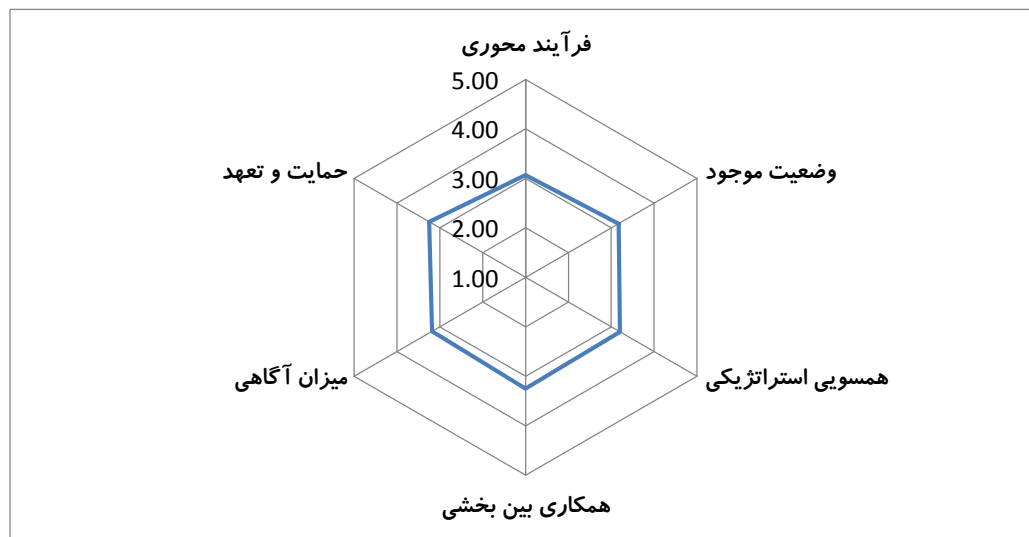 فرآیند محوری
5.00
4.00
وضعیت موجود
حمایت و تعهد
3.00
2.00
1.00
همسویی استراتژیکی
میزان آگاهی
همکاری بین بخشی